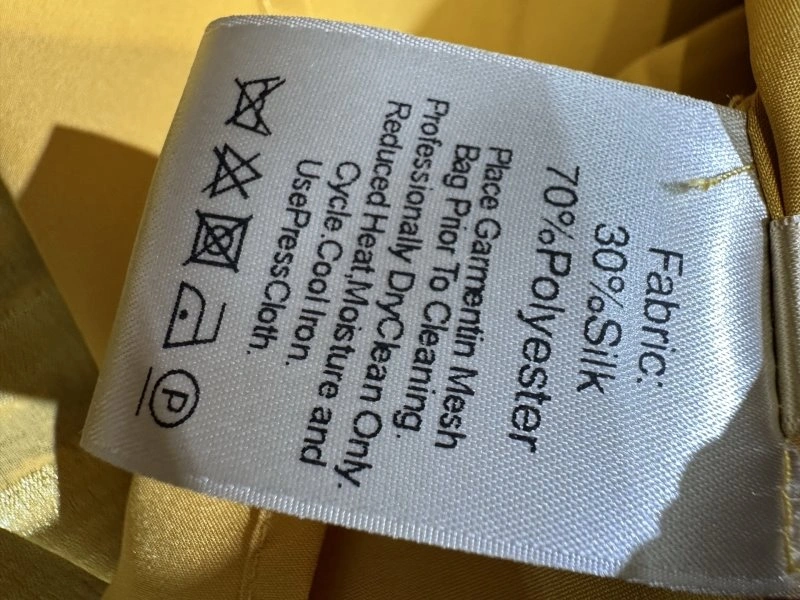 Fabric:
30%Silk
70%Polyester
Place Garmentin Mesh
Bag Prior To Cleaning.
Professionally DryClean Only.
Reduced Heat,Moisture and
Cycle.Cool Iron.
UsePressCloth.
P